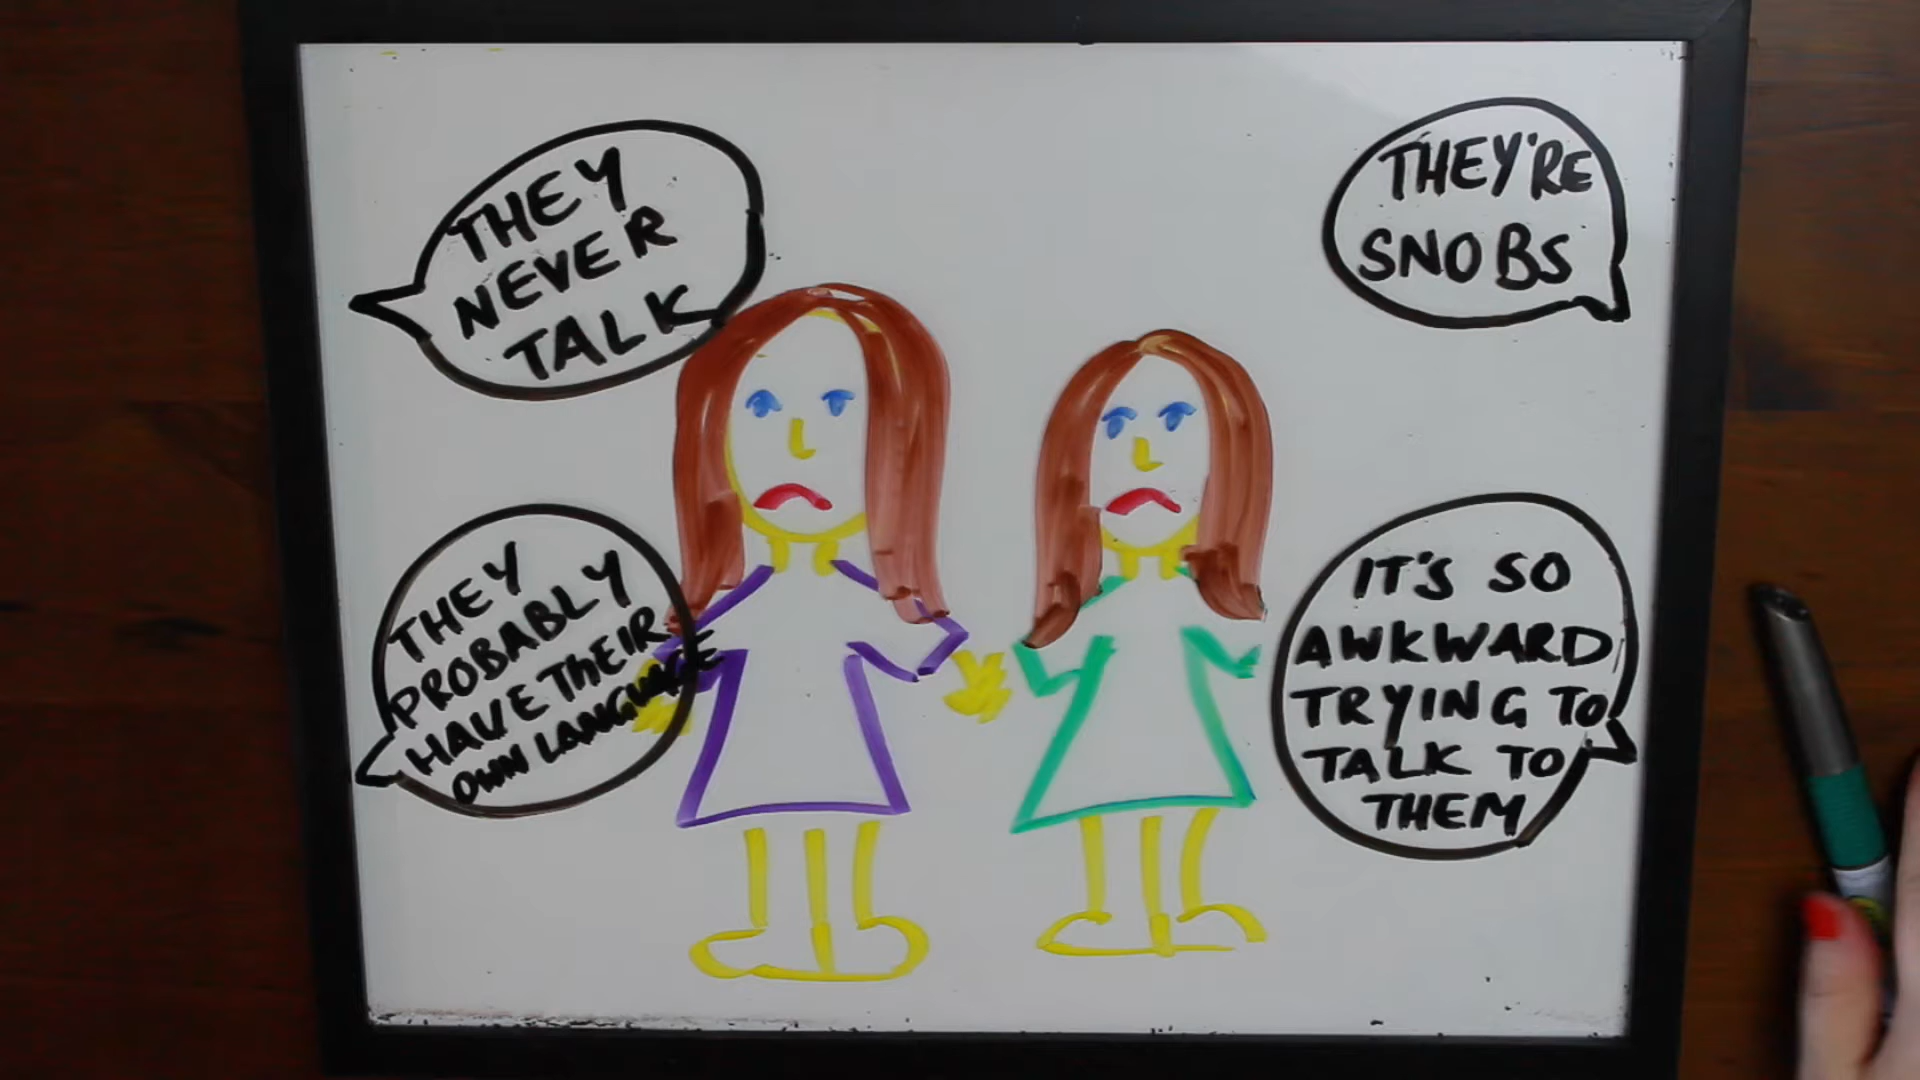 THEY
NEVER
TALK
THEY'RE
SNOBS
THEY
PROBABLY
HAVE THEIR
OWN LANGUAGE
IT'S SO
AWKWARD
TRYING TO
TALK TO
THEM